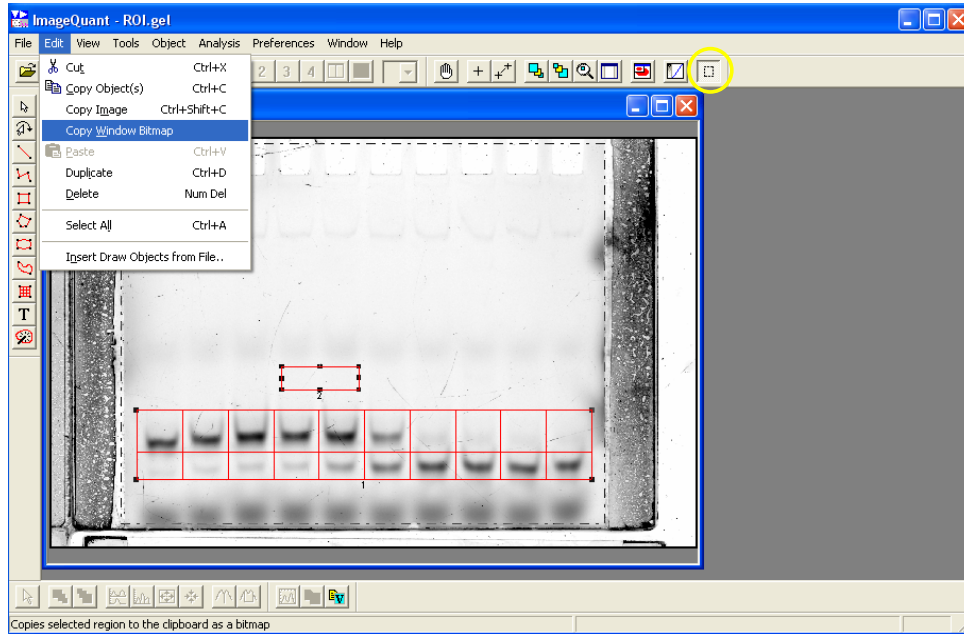 ImageQuant - ROI.gel
File Edit View Tools Object Analysis Preferences Window Help
2 3 4
Cut Ctrl+X
Copy Object(s) Ctrl+C
Copy Image Ctrl+Shift+C
Copy Window Bitmap
Paste Ctrl+V
Duplicate Ctrl+D
Delete Num Del
Select All Ctrl+A
Insert Draw Objects from File..
T
2
1
Copies selected region to the clipboard as a bitmap